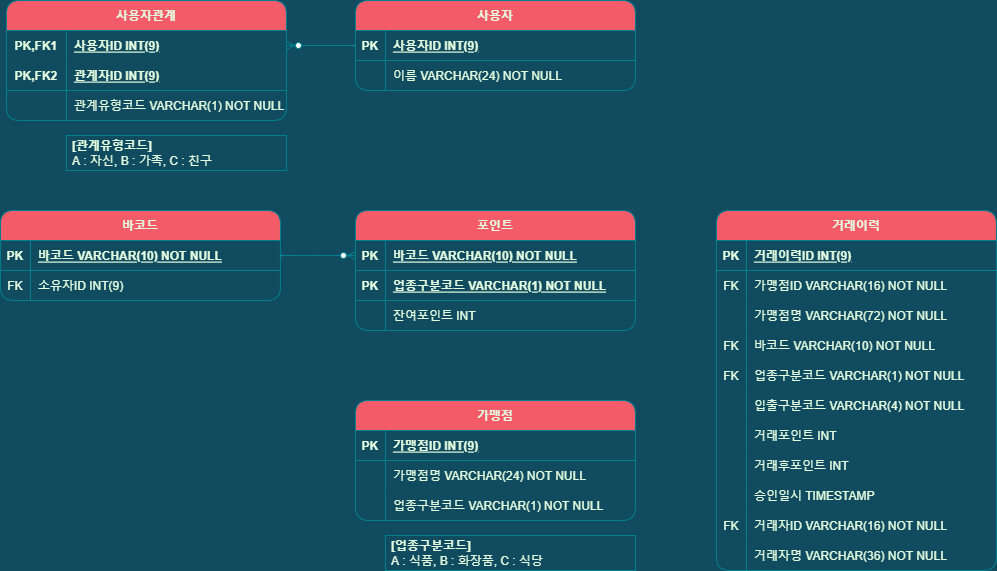 사용자관계
PK,FK1 사용자ID INT(9)
PK,FK2 관계자ID INT(9)
관계유형코드 VARCHAR(1) NOT NULL
[관계유형코드]
A : 자신, B : 가족, C : 친구
사용자
PK 사용자ID INT(9)
이름 VARCHAR(24) NOT NULL
바코드
PK 바코드 VARCHAR(10) NOT NULL
FK 소유자ID INT(9)
포인트
PK 바코드 VARCHAR(10) NOT NULL
PK 업종구분코드 VARCHAR(1) NOT NULL
잔여포인트 INT
가맹점
PK 가맹점ID INT(9)
가맹점명 VARCHAR(24) NOT NULL
업종구분코드 VARCHAR(1) NOT NULL
[업종구분코드]
A : 식품, B : 화장품, C : 식당
거래이력
PK 거래이력ID INT(9)
FK 가맹점ID VARCHAR(16) NOT NULL
가맹점명 VARCHAR(72) NOT NULL
FK 바코드 VARCHAR(10) NOT NULL
FK 업종구분코드 VARCHAR(1) NOT NULL
입출구분코드 VARCHAR(4) NOT NULL
거래포인트 INT
거래후포인트 INT
승인일시 TIMESTAMP
FK 거래자ID VARCHAR(16) NOT NULL
거래자명 VARCHAR(36) NOT NULL